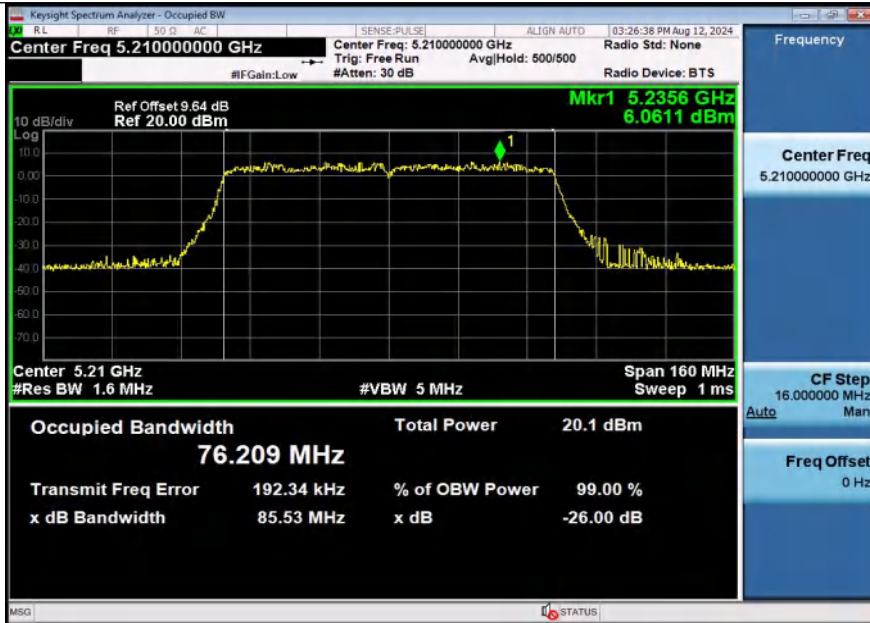 Keysight Spectrum Analyzer - Occupied BW
LXI RL RF 50 Ω AC SENSE:PULSE ALIGN AUTO 03:26:38 PM Aug 12, 2024
Center Freq 5.210000000 GHz
Center Freq: 5.210000000 GHz Radio Std: None
Trig: Free Run Avg|Hold: 500/500
#IFGain:Low #Atten: 30 dB Radio Device: BTS
Frequency
Mkr1 5.2356 GHz
6.0611 dBm
Ref Offset 9.64 dB
10 dB/div Ref 20.00 dBm
Log
10.0
0.00
-10.0
-20.0
-30.0
-40.0
-50.0
-60.0
-70.0
1
Center 5.21 GHz Span 160 MHz
#Res BW 1.6 MHz #VBW 5 MHz Sweep 1 ms
Occupied Bandwidth Total Power 20.1 dBm
76.209 MHz
Transmit Freq Error 192.34 kHz % of OBW Power 99.00 %
x dB Bandwidth 85.53 MHz x dB -26.00 dB
Center Freq
5.210000000 GHz
CF Step
16.000000 MHz
Auto Man
Freq Offset
0 Hz
MSG STATUS